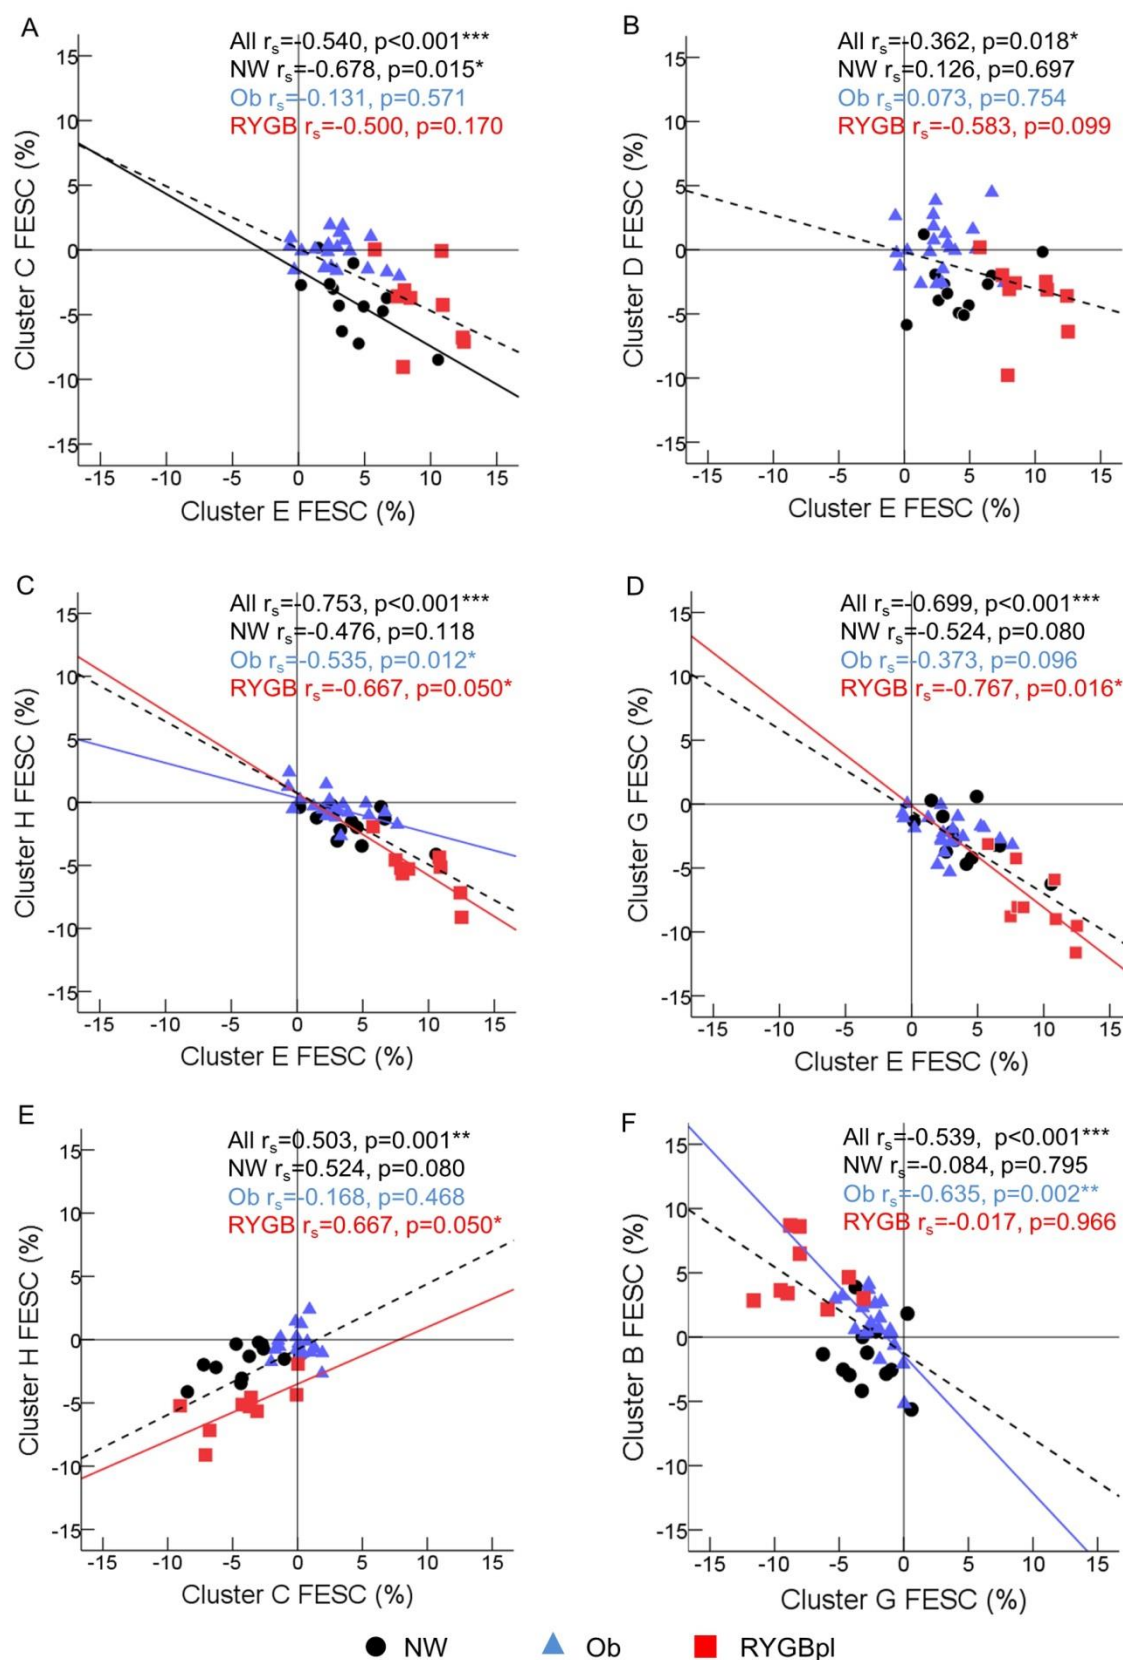 A
All rs=-0.540, p<0.001***
NW rs=-0.678, p=0.015*
Ob rs=-0.131, p=0.571
RYGB rs=-0.500, p=0.170
15
10
5
0
-5
-10
-15
Cluster C FESC (%)
-15 -10 -5 0 5 10 15
Cluster E FESC (%)
B
All rs=-0.362, p=0.018*
NW rs=0.126, p=0.697
Ob rs=0.073, p=0.754
RYGB rs=-0.583, p=0.099
15
10
5
0
-5
-10
-15
Cluster D FESC (%)
-15 -10 -5 0 5 10 15
Cluster E FESC (%)
C
All rs=-0.753, p<0.001***
NW rs=-0.476, p=0.118
Ob rs=-0.535, p=0.012*
RYGB rs=-0.667, p=0.050*
15
10
5
0
-5
-10
-15
Cluster H FESC (%)
-15 -10 -5 0 5 10 15
Cluster E FESC (%)
D
All rs=-0.699, p<0.001***
NW rs=-0.524, p=0.080
Ob rs=-0.373, p=0.096
RYGB rs=-0.767, p=0.016*
15
10
5
0
-5
-10
-15
Cluster G FESC (%)
-15 -10 -5 0 5 10 15
Cluster E FESC (%)
E
All rs=0.503, p=0.001**
NW rs=0.524, p=0.080
Ob rs=-0.168, p=0.468
RYGB rs=0.667, p=0.050*
15
10
5
0
-5
-10
-15
Cluster H FESC (%)
-15 -10 -5 0 5 10 15
Cluster C FESC (%)
F
All rs=-0.539, p<0.001***
NW rs=-0.084, p=0.795
Ob rs=-0.635, p=0.002**
RYGB rs=-0.017, p=0.966
15
10
5
0
-5
-10
-15
Cluster B FESC (%)
-15 -10 -5 0 5 10 15
Cluster G FESC (%)
NW Ob RYGBpl